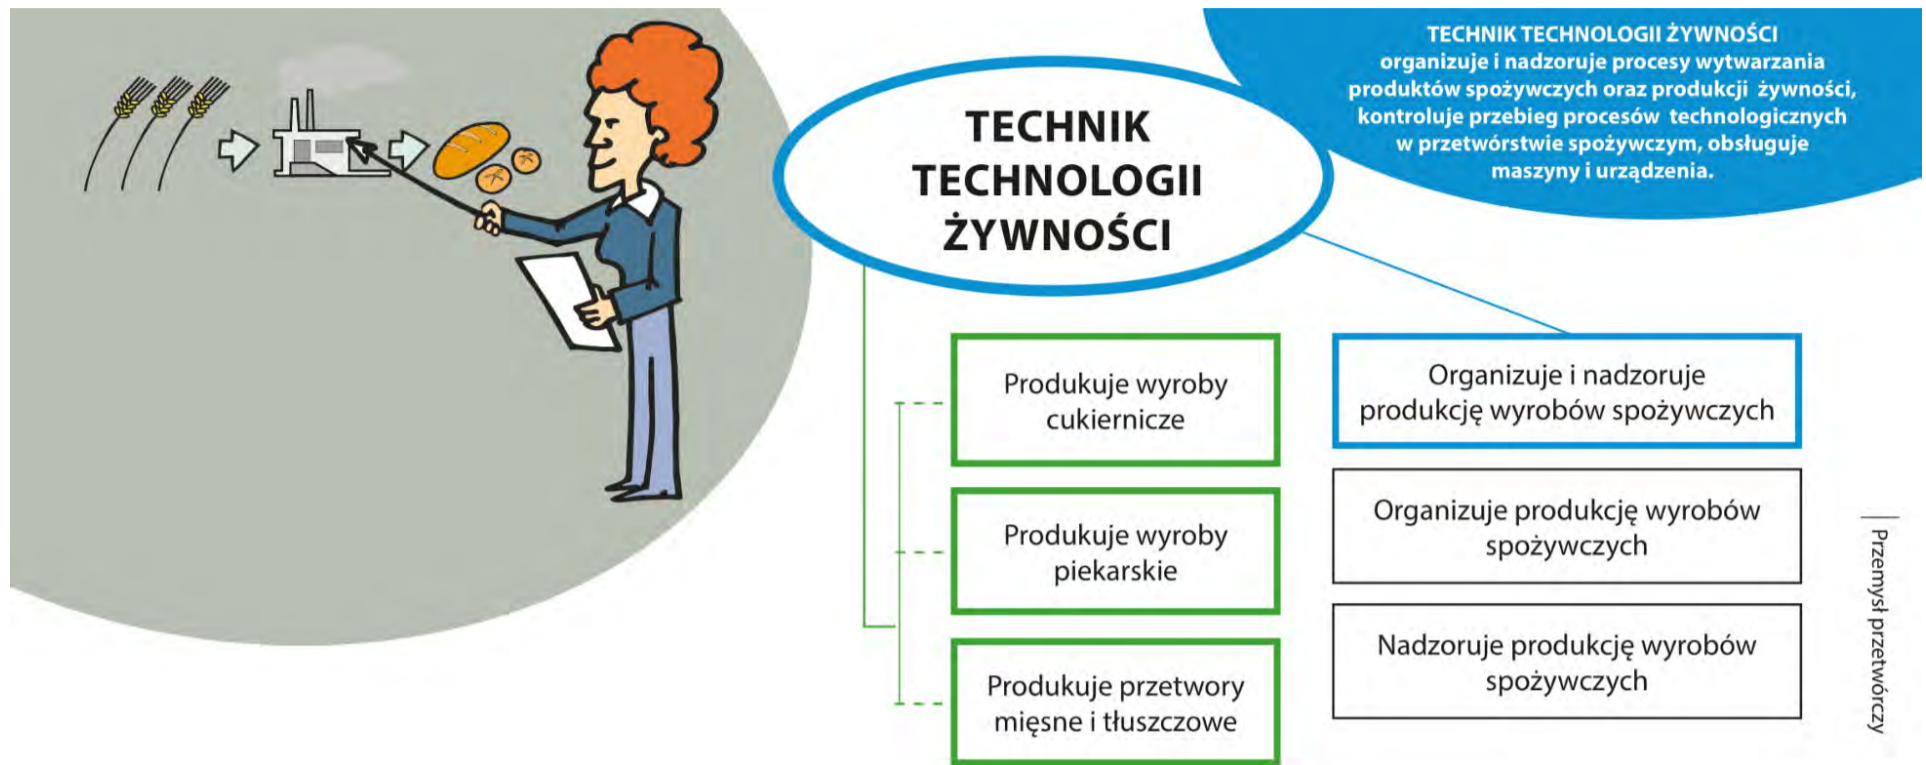 TECHNIK TECHNOLOGII ŻYWNOŚCI
organizuje i nadzoruje procesy wytwarzania
produktów spożywczych oraz produkcji żywności,
kontroluje przebieg procesów technologicznych
w przetwórstwie spożywczym, obsługuje
maszyny i urządzenia.
TECHNIK
TECHNOLOGII
ŻYWNOŚCI
Produkuje wyroby
cukiernicze
Produkuje wyroby
piekarskie
Produkuje przetwory
mięsne i tłuszczowe
Organizuje i nadzoruje
produkcję wyrobów spożywczych
Organizuje produkcję wyrobów
spożywczych
Nadzoruje produkcję wyrobów
spożywczych
Przemysł przetwórczy